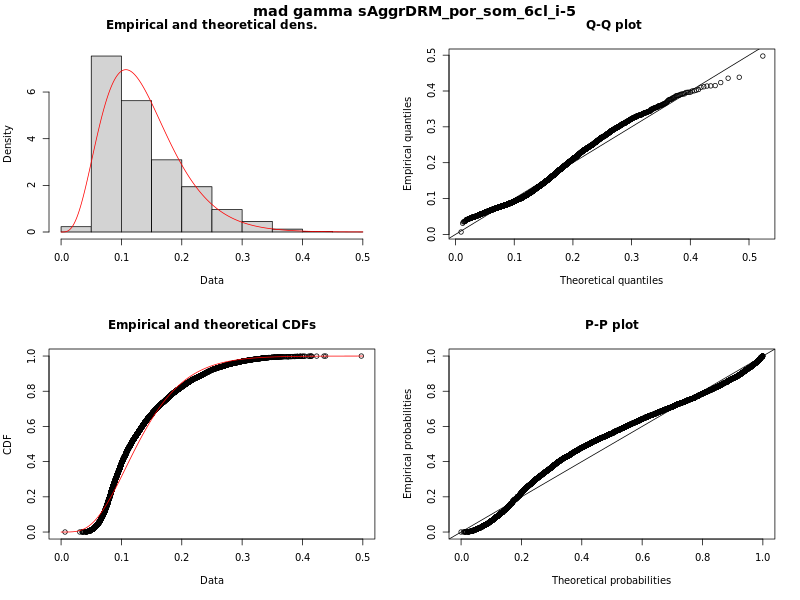 mad gamma sAggrDRM_por_som_6cl_i-5
Empirical and theoretical dens.
Density
0 2 4 6
0.0 0.1 0.2 0.3 0.4 0.5
Data
Q-Q plot
Empirical quantiles
0.0 0.1 0.2 0.3 0.4 0.5
0.0 0.1 0.2 0.3 0.4 0.5
Theoretical quantiles
Empirical and theoretical CDFs
CDF
0.0 0.2 0.4 0.6 0.8 1.0
0.0 0.1 0.2 0.3 0.4 0.5
Data
P-P plot
Empirical probabilities
0.0 0.2 0.4 0.6 0.8 1.0
0.0 0.2 0.4 0.6 0.8 1.0
Theoretical probabilities